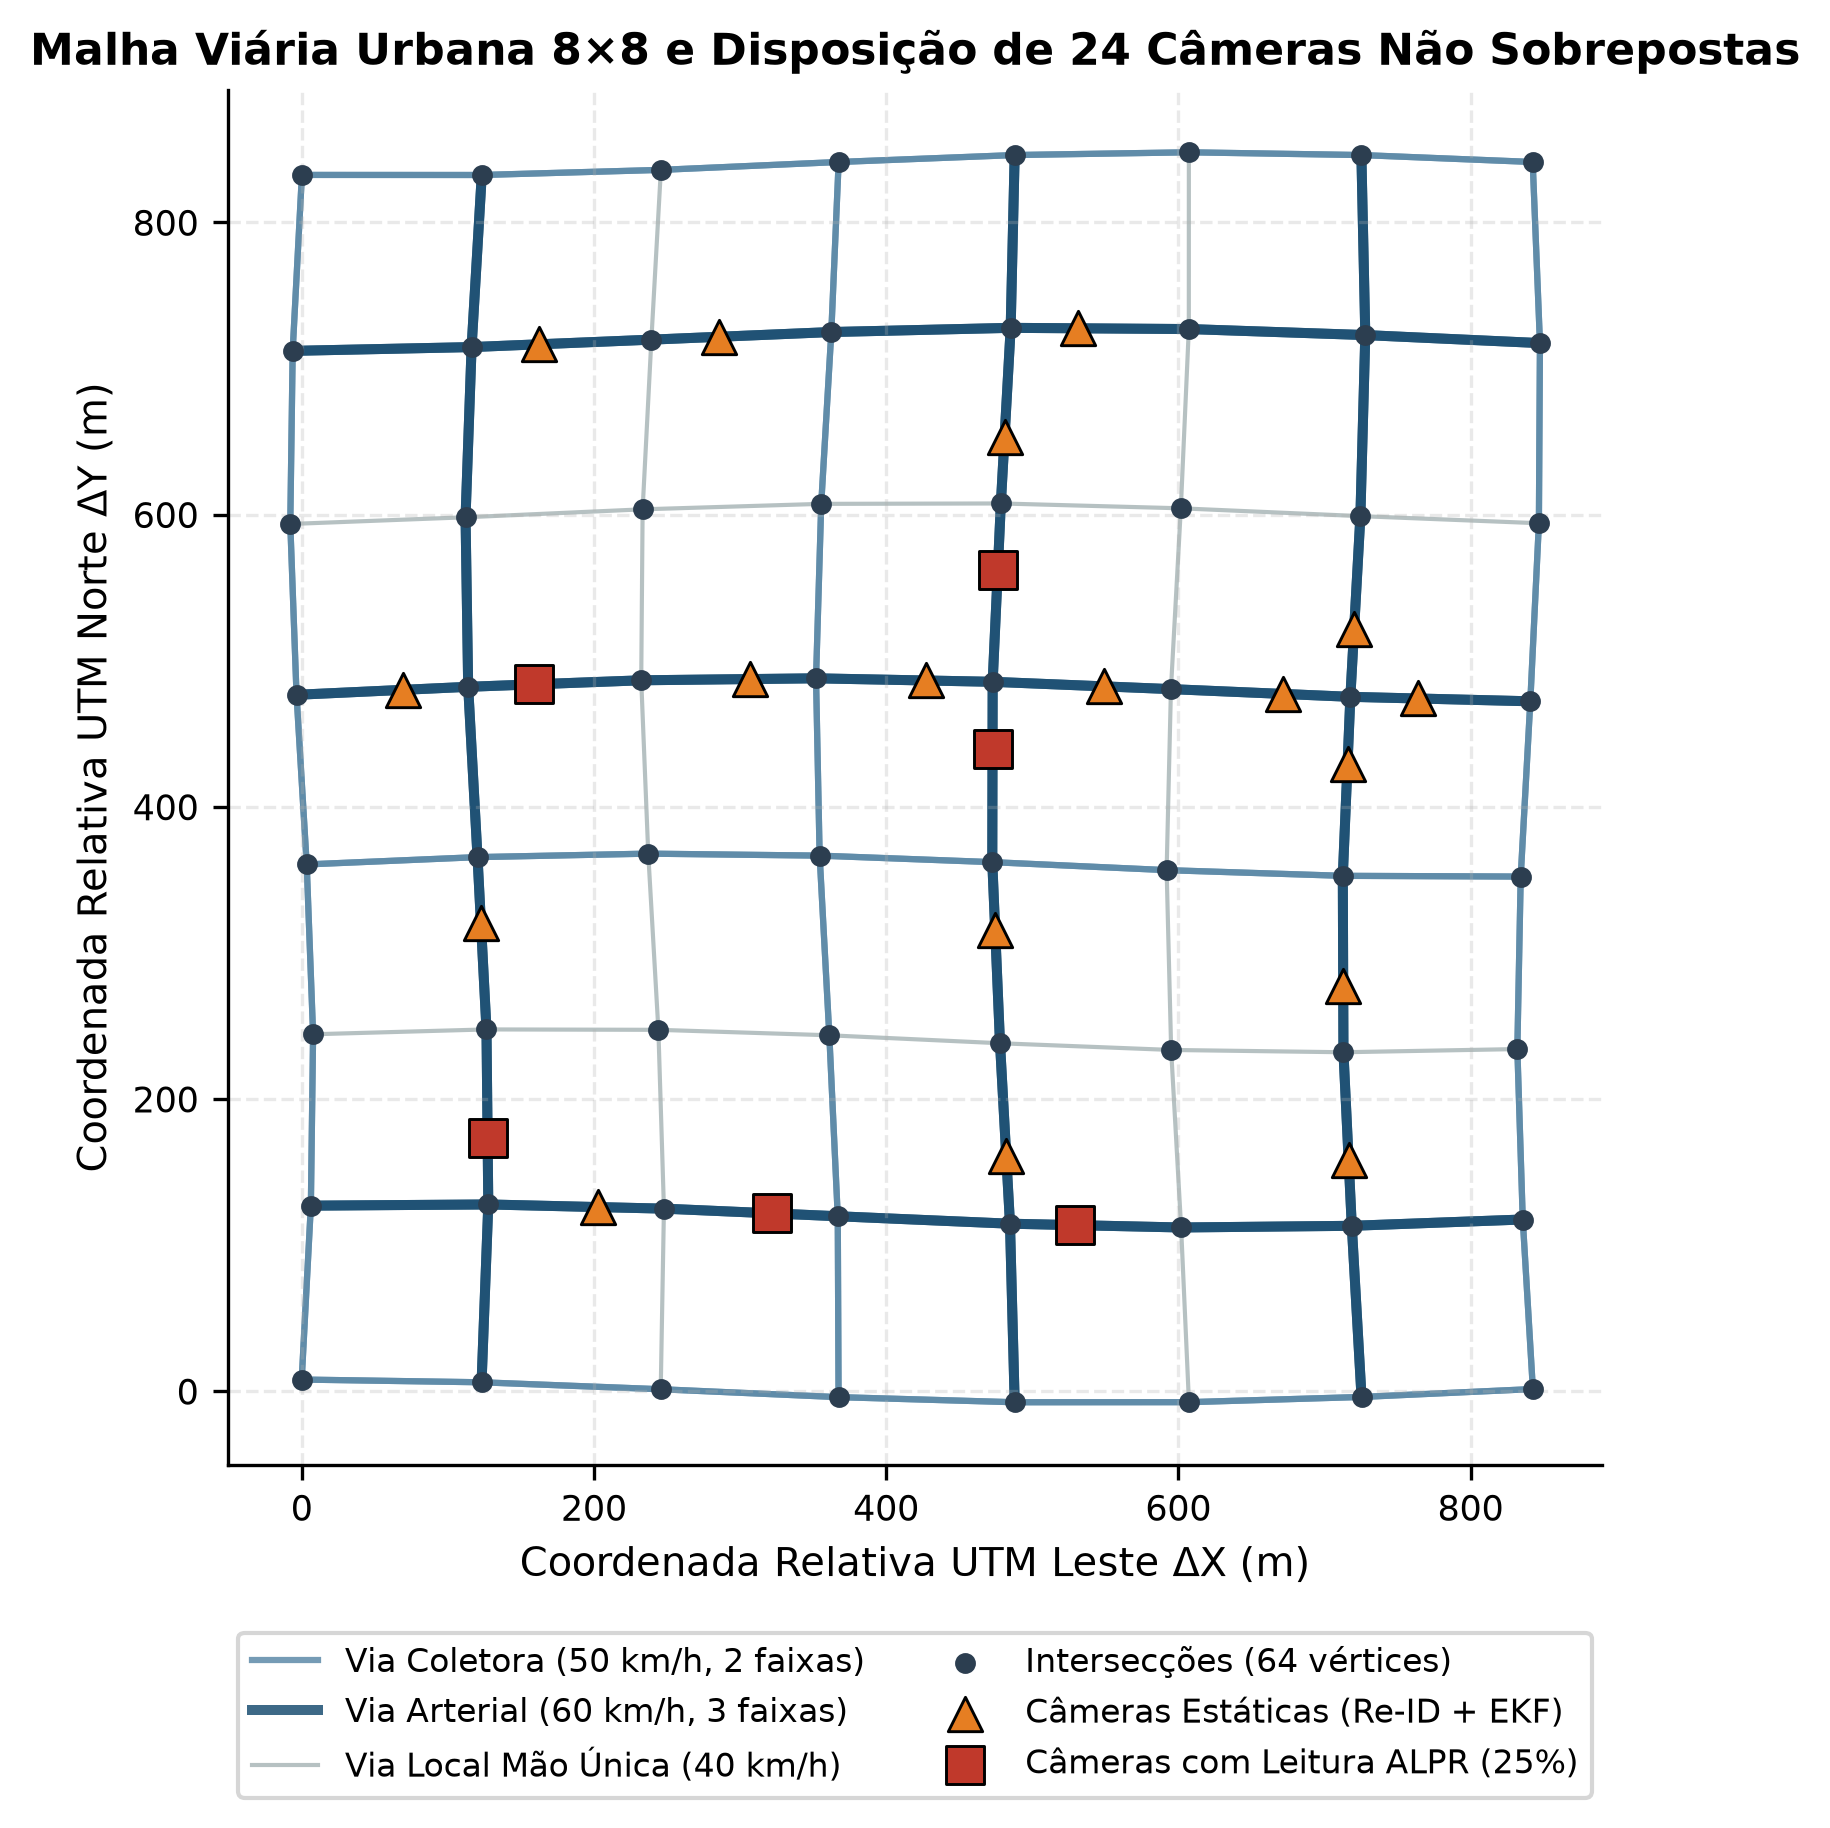 Malha Viária Urbana 8×8 e Disposição de 24 Câmeras Não Sobrepostas
Coordenada Relativa UTM Norte ΔY (m)
800
600
400
200
0
0 200 400 600 800
Coordenada Relativa UTM Leste ΔX (m)
Via Coletora (50 km/h, 2 faixas)
Via Arterial (60 km/h, 3 faixas)
Via Local Mão Única (40 km/h)
Intersecções (64 vértices)
Câmeras Estáticas (Re-ID + EKF)
Câmeras com Leitura ALPR (25%)